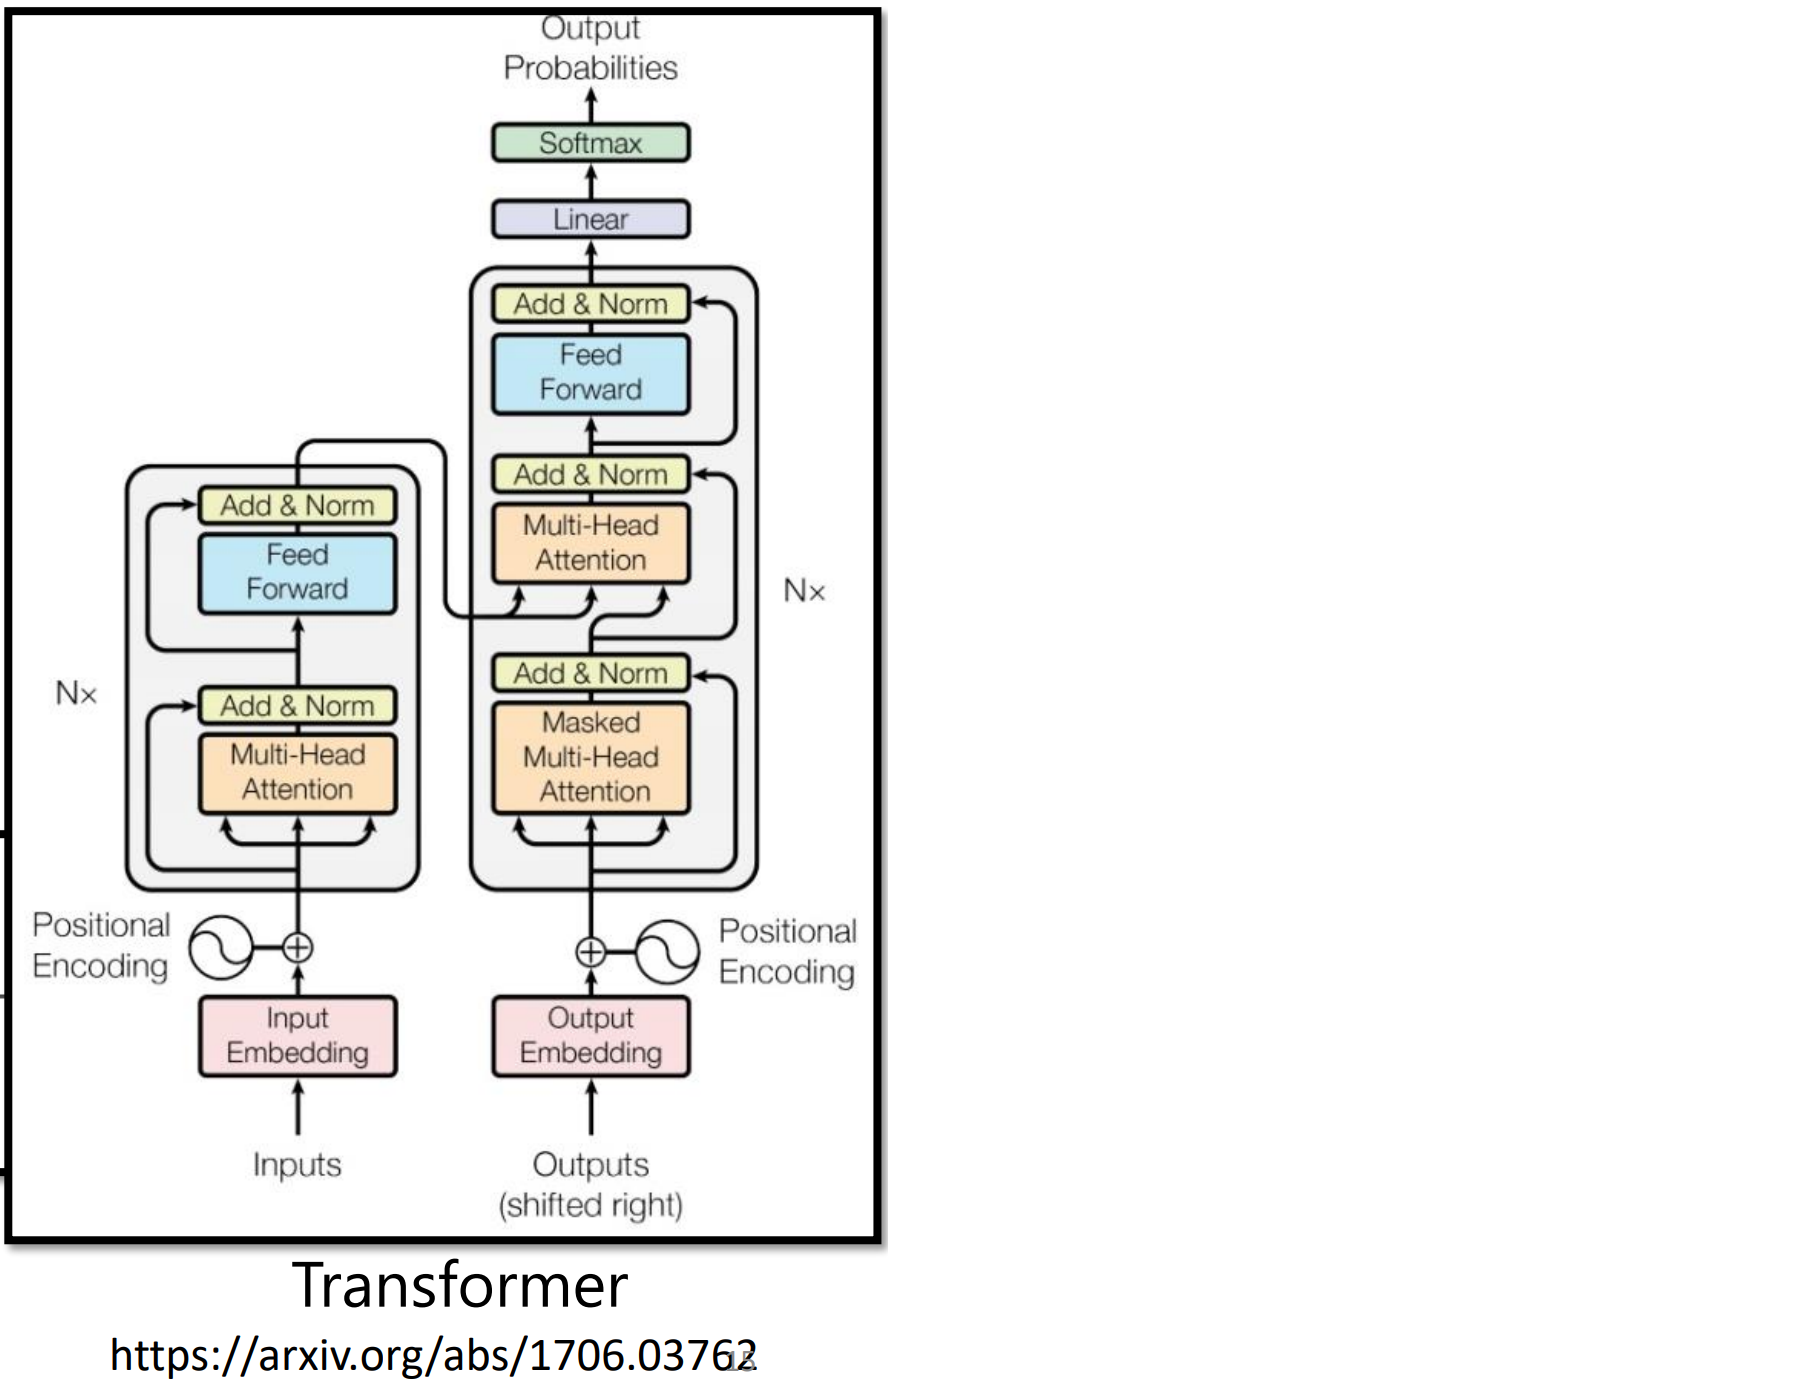 Output
Probabilities
Softmax
Linear
Add & Norm
Feed
Forward
Add & Norm
Multi-Head
Attention
Nx
Add & Norm
Masked
Multi-Head
Attention
Add & Norm
Feed
Forward
Nx
Add & Norm
Multi-Head
Attention
Positional
Encoding
Positional
Encoding
Input
Embedding
Output
Embedding
Inputs
Outputs
(shifted right)
Transformer
https://arxiv.org/abs/1706.03762
15